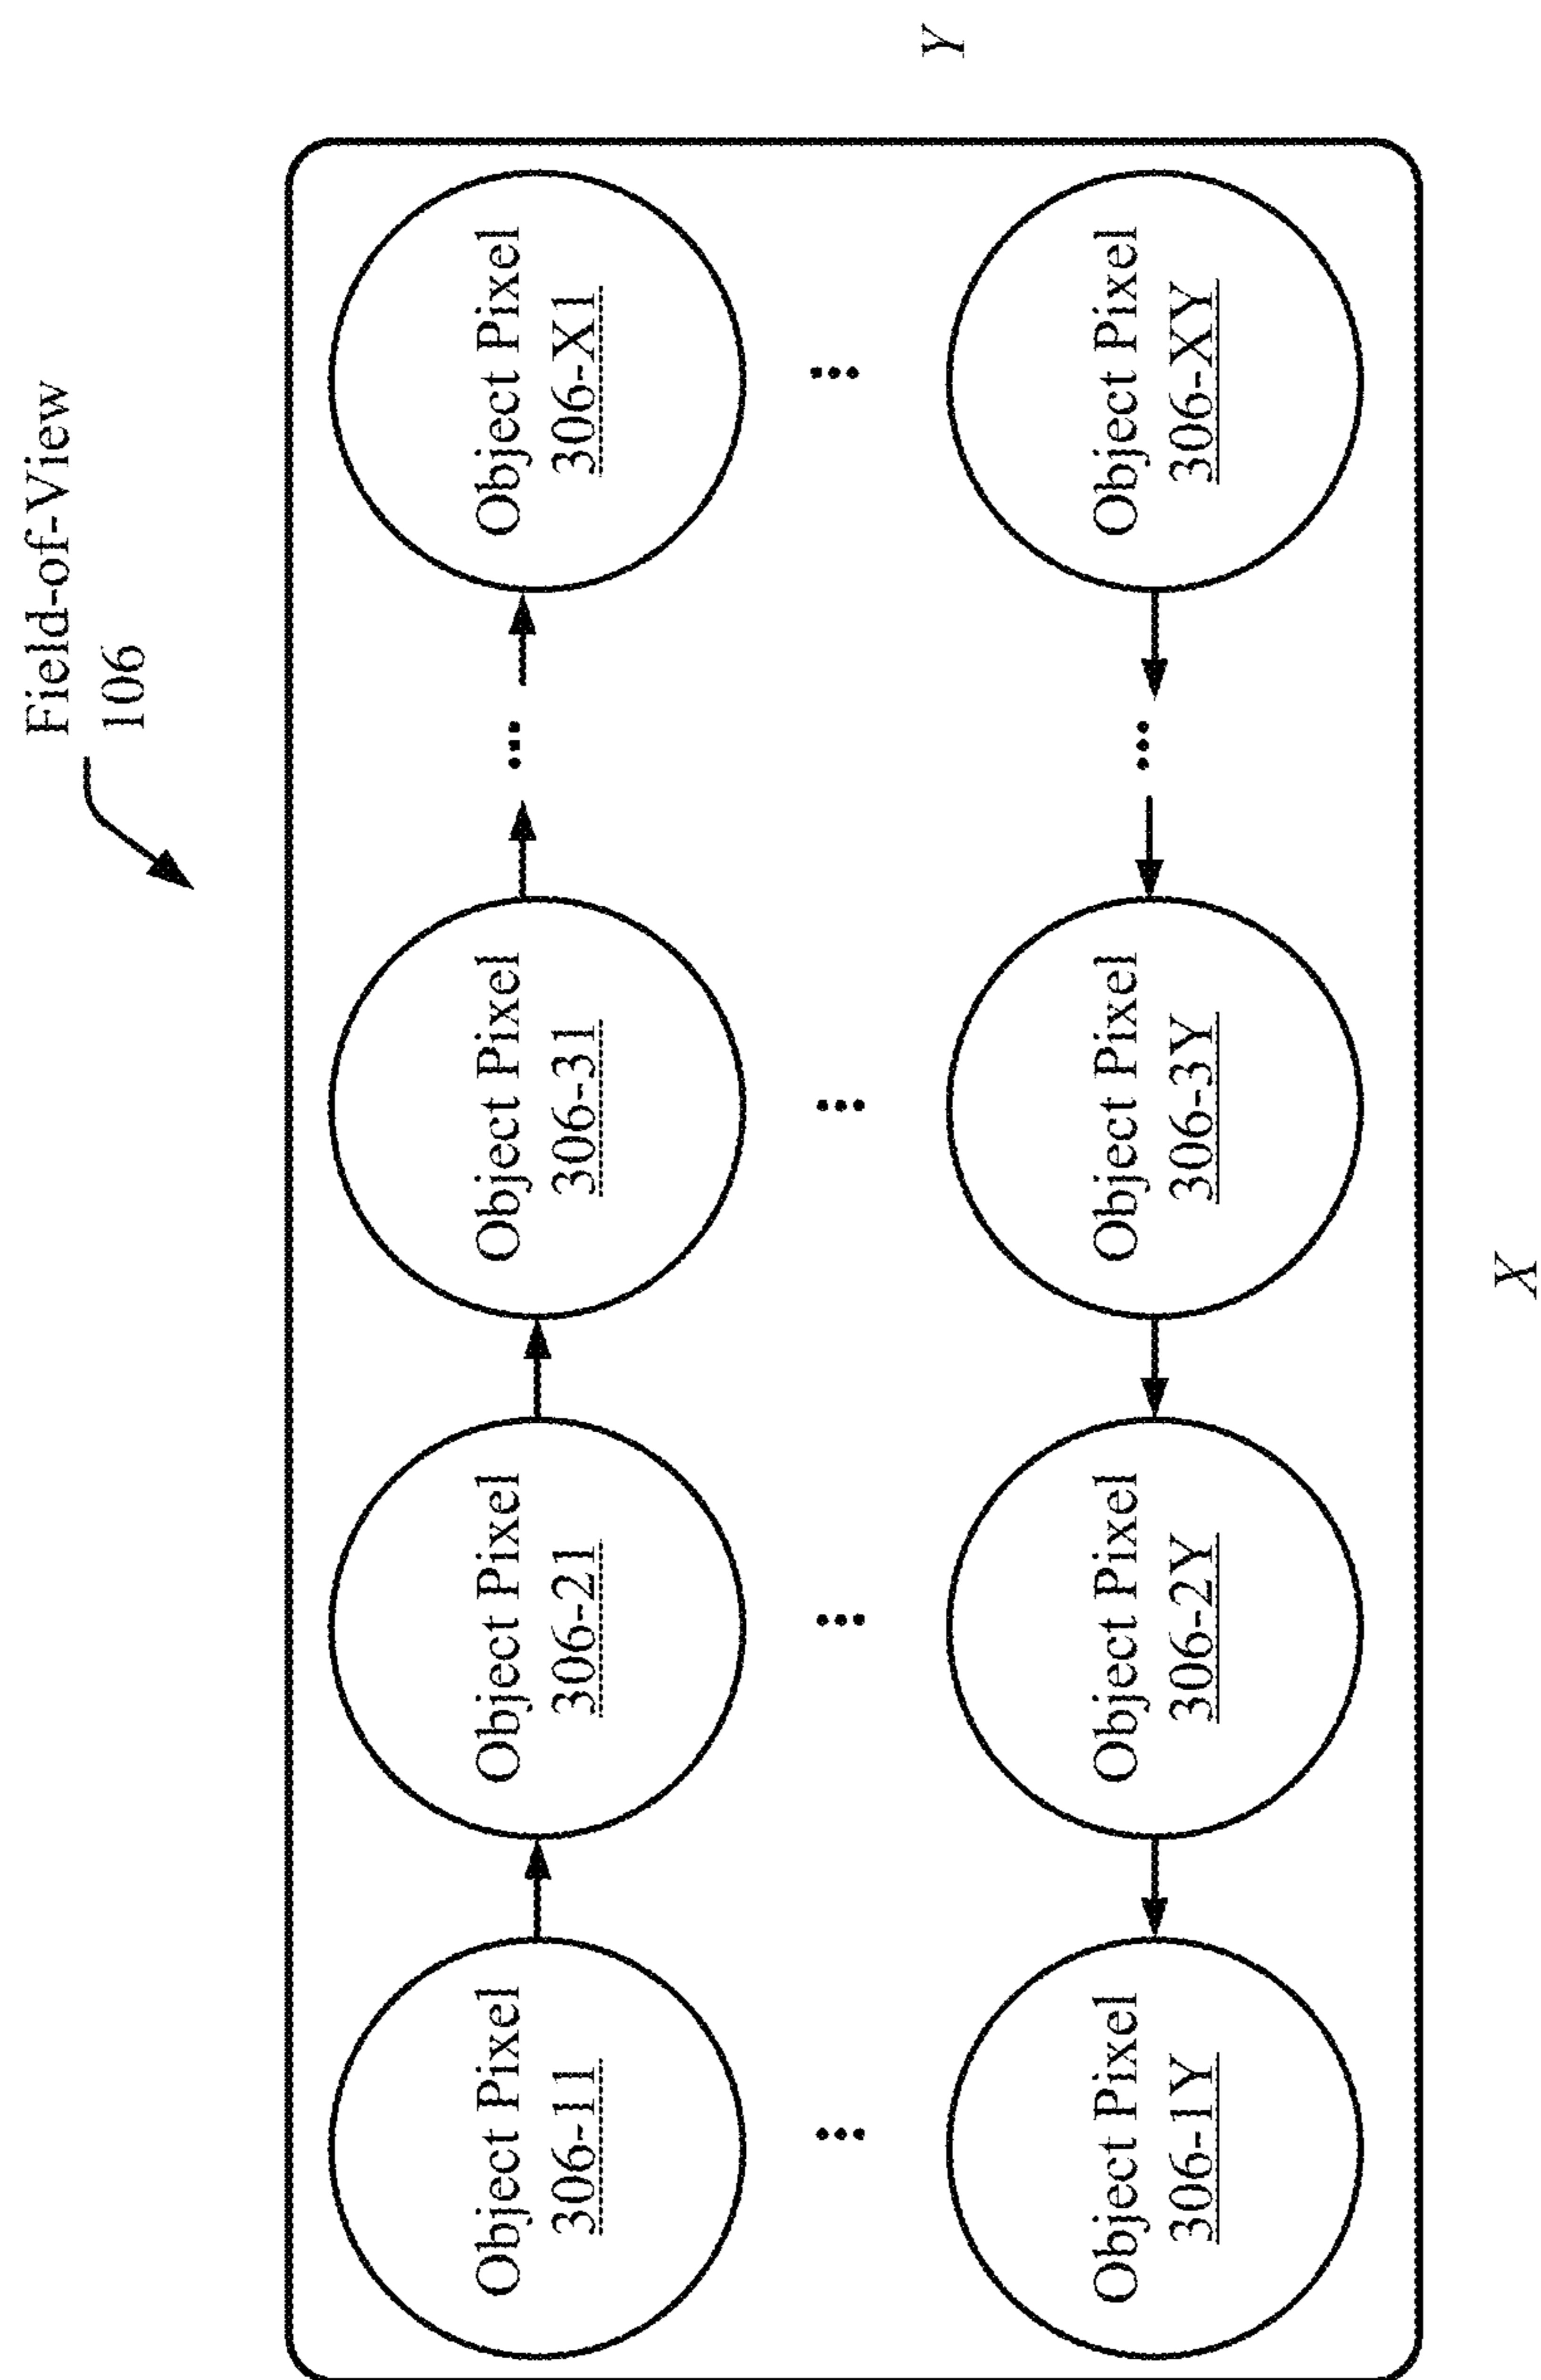 Field-of-View
106
Object Pixel
306-11
Object Pixel
306-21
Object Pixel
306-31
...
Object Pixel
306-X1
...
...
...
...
Y
Object Pixel
306-1Y
Object Pixel
306-2Y
Object Pixel
306-3Y
...
Object Pixel
306-XY
X